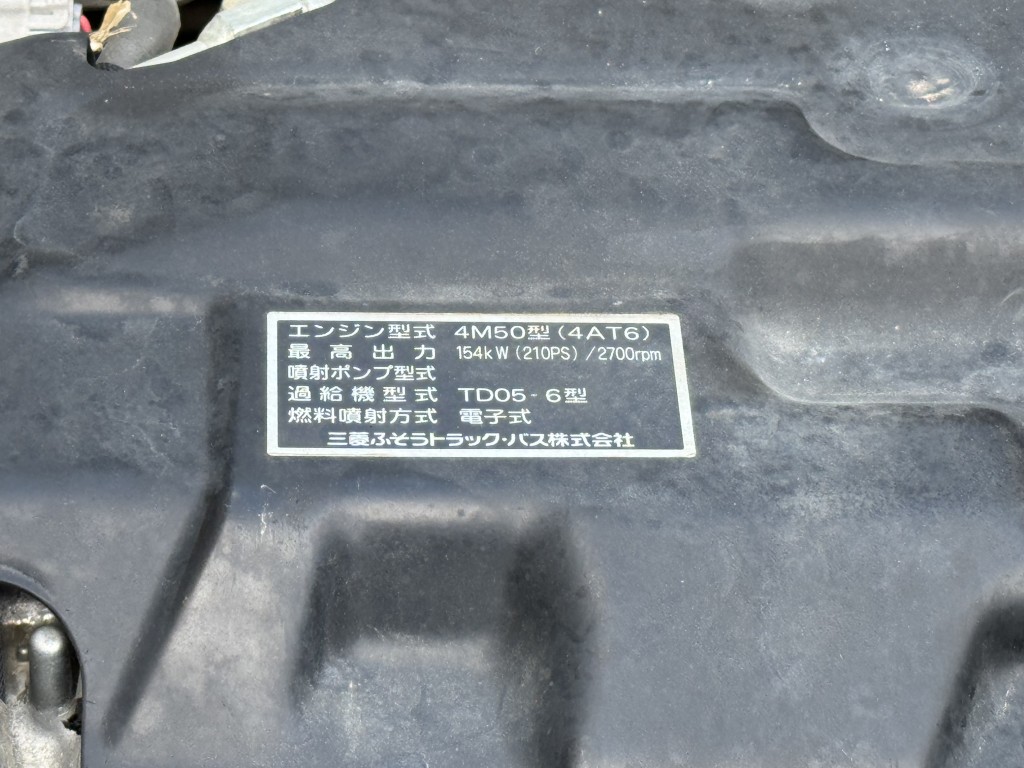 エンジン型式 4M50型(4AT6)
最高出力 154kW(210PS)/2700rpm
噴射ポンプ型式
過給機型式 TD05-6型
燃料噴射方式 電子式
三菱ふそうトラック・バス株式会社